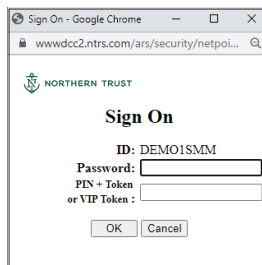 Sign On - Google Chrome
wwwdcc2.ntrs.com/ars/security/netpoi...
NORTHERN TRUST
Sign On
ID: DEMO1SMM
Password:
PIN + Token
or VIP Token :
OK Cancel